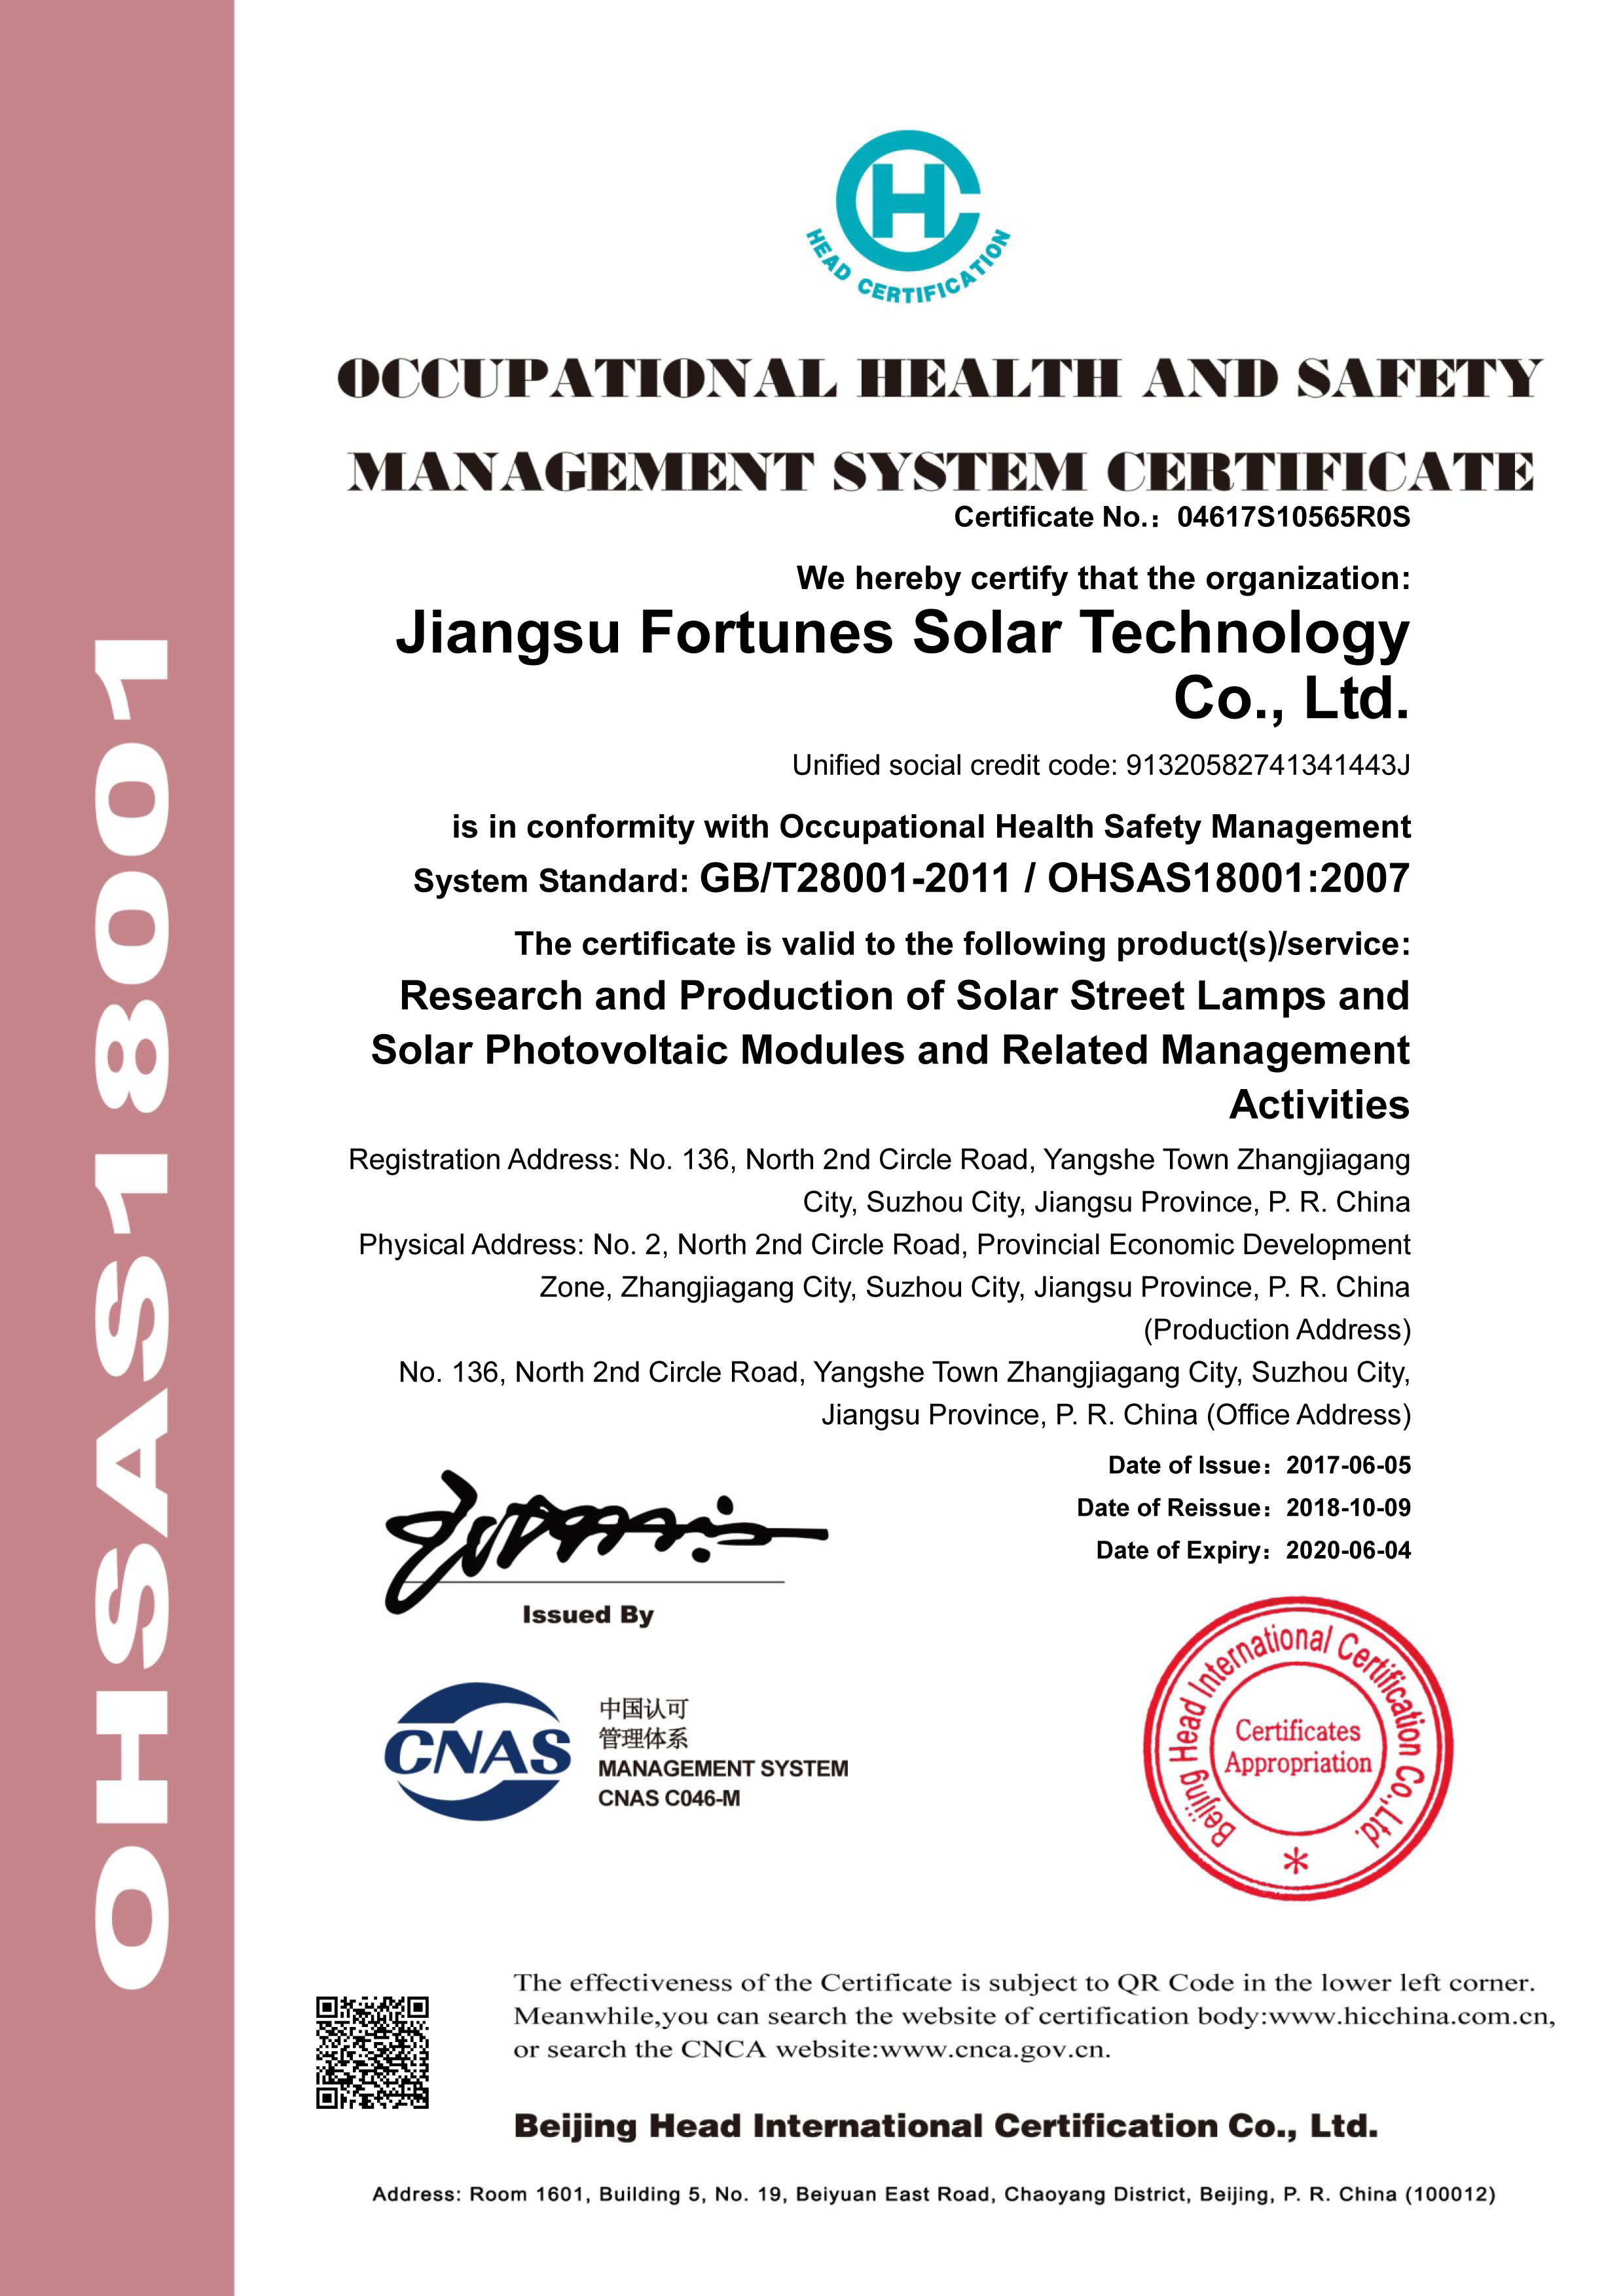 OHSAS18001
HEAD CERTIFICATION
OCCUPATIONAL HEALTH AND SAFETY
MANAGEMENT SYSTEM CERTIFICATE
Certificate No.：04617S10565R0S
We hereby certify that the organization:
Jiangsu Fortunes Solar Technology
Co., Ltd.
Unified social credit code: 91320582741341443J
is in conformity with Occupational Health Safety Management
System Standard: GB/T28001-2011 / OHSAS18001:2007
The certificate is valid to the following product(s)/service:
Research and Production of Solar Street Lamps and
Solar Photovoltaic Modules and Related Management
Activities
Registration Address: No. 136, North 2nd Circle Road, Yangshe Town Zhangjiagang
City, Suzhou City, Jiangsu Province, P. R. China
Physical Address: No. 2, North 2nd Circle Road, Provincial Economic Development
Zone, Zhangjiagang City, Suzhou City, Jiangsu Province, P. R. China
(Production Address)
No. 136, North 2nd Circle Road, Yangshe Town Zhangjiagang City, Suzhou City,
Jiangsu Province, P. R. China (Office Address)
Date of Issue：2017-06-05
Date of Reissue：2018-10-09
Date of Expiry：2020-06-04
Issued By
CNAS
中国认可
管理体系
MANAGEMENT SYSTEM
CNAS C046-M
Beijing Head International Certification Co.,Ltd.
Certificates
Appropriation
*
The effectiveness of the Certificate is subject to QR Code in the lower left corner.
Meanwhile,you can search the website of certification body:www.hicchina.com.cn,
or search the CNCA website:www.cnca.gov.cn.
Beijing Head International Certification Co., Ltd.
Address: Room 1601, Building 5, No. 19, Beiyuan East Road, Chaoyang District, Beijing, P. R. China (100012)